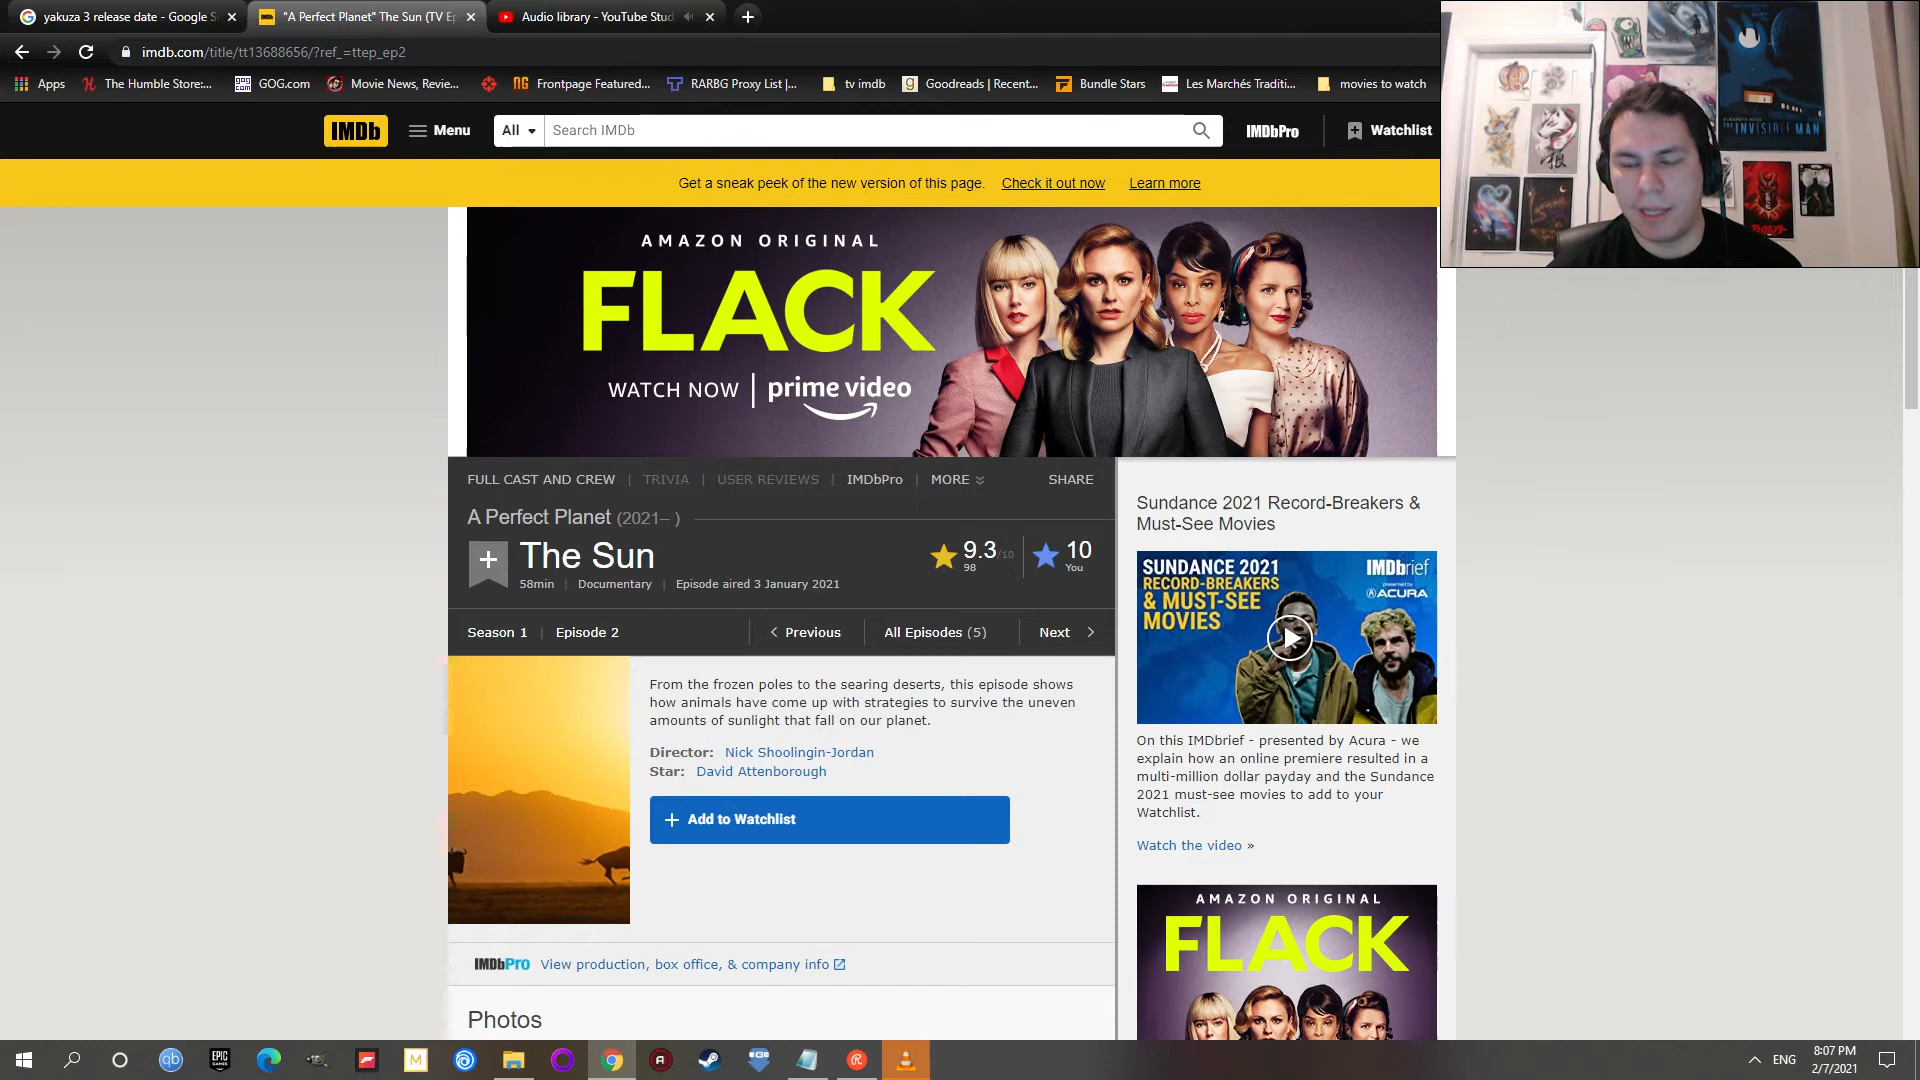 yakuza 3 release date - Google S
"A Perfect Planet" The Sun (TV Ep
Audio library - YouTube Stud
imdb.com/title/tt13688656/?ref_=ttep_ep2
Apps
The Humble Store:...
GOG.com
Movie News, Revie...
Frontpage Featured...
RARBG Proxy List |...
tv imdb
Goodreads | Recent...
Bundle Stars
Les Marchés Traditi...
movies to watch
IMDb
Menu
All
Search IMDb
IMDbPro
Watchlist
THE INVISIBLE MAN
Get a sneak peek of the new version of this page. Check it out now Learn more
AMAZON ORIGINAL
FLACK
WATCH NOW | prime video
FULL CAST AND CREW | TRIVIA | USER REVIEWS | IMDbPro | MORE SHARE
A Perfect Planet (2021– )
The Sun
58min | Documentary | Episode aired 3 January 2021
9.3/10
98
10
You
Season 1 | Episode 2
Previous
All Episodes (5)
Next
From the frozen poles to the searing deserts, this episode shows
how animals have come up with strategies to survive the uneven
amounts of sunlight that fall on our planet.
Director: Nick Shoolingin-Jordan
Star: David Attenborough
+ Add to Watchlist
IMDbPro View production, box office, & company info
Photos
Sundance 2021 Record-Breakers &
Must-See Movies
SUNDANCE 2021
RECORD-BREAKERS
& MUST-SEE
MOVIES
IMDbrief
presented by
ACURA
On this IMDbrief - presented by Acura - we
explain how an online premiere resulted in a
multi-million dollar payday and the Sundance
2021 must-see movies to add to your
Watchlist.
Watch the video »
AMAZON ORIGINAL
FLACK
ENG
8:07 PM
2/7/2021